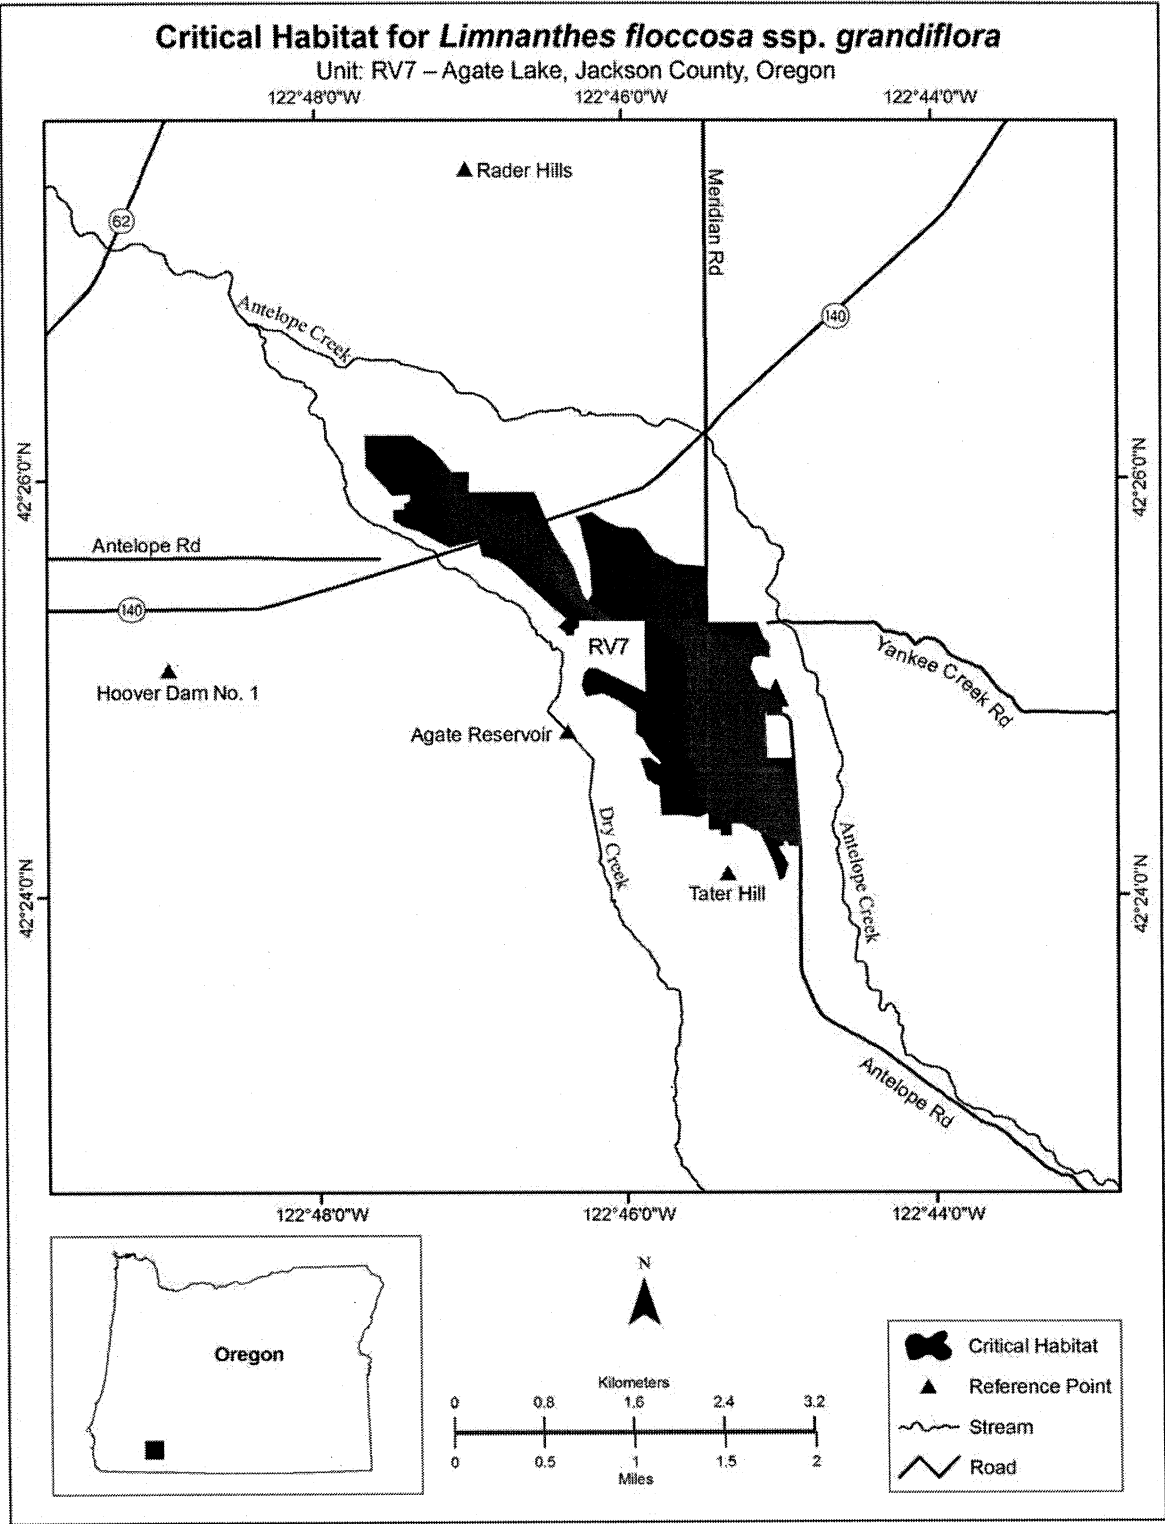 Critical Habitat for Limnanthes floccosa ssp. grandiflora
Unit: RV7 – Agate Lake, Jackson County, Oregon
122°48'0"W
122°46'0"W
122°44'0"W
Rader Hills
Meridian Rd
62
Antelope Creek
140
42°26'0"N
42°26'0"N
Antelope Rd
140
RV7
Yankee Creek Rd
Hoover Dam No. 1
Agate Reservoir
Dry Creek
Antelope Creek
42°24'0"N
42°24'0"N
Tater Hill
Antelope Rd
122°48'0"W
122°46'0"W
122°44'0"W
Oregon
N
Kilometers
0 0.8 1.6 2.4 3.2
0 0.5 1 1.5 2
Miles
Critical Habitat
Reference Point
Stream
Road